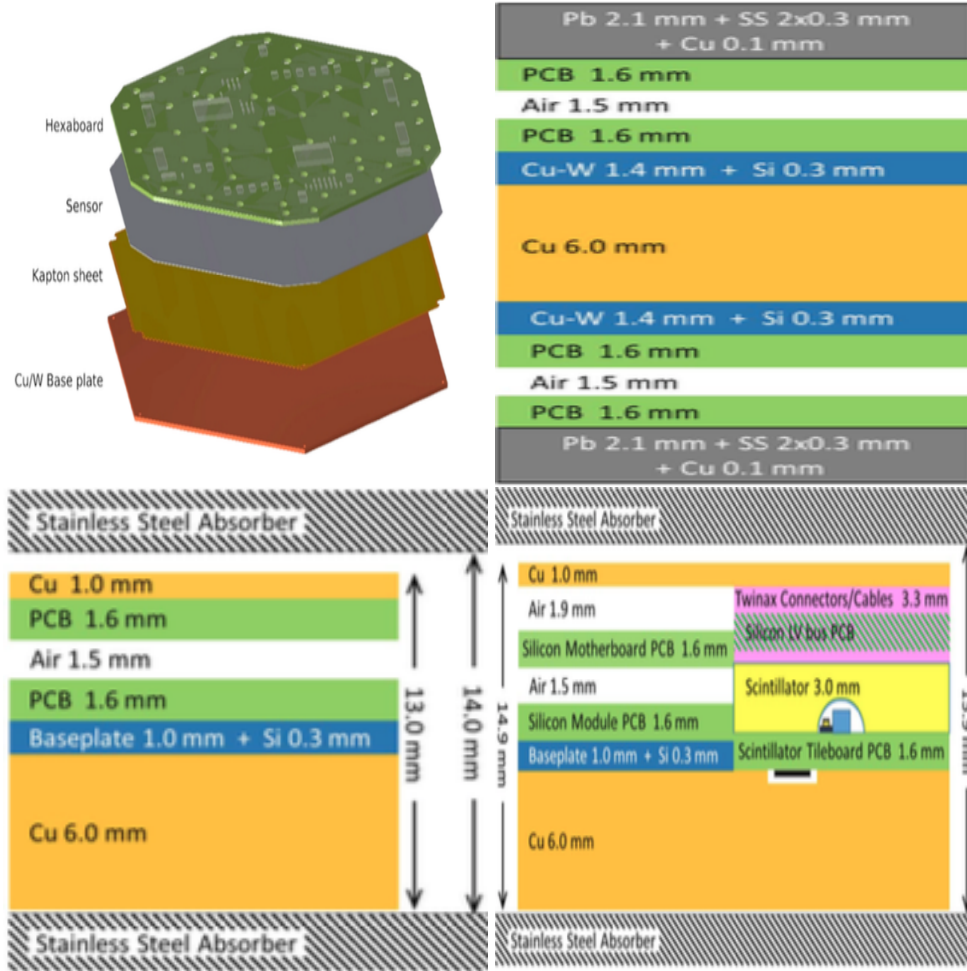 Hexaboard
Sensor
Kapton sheet
Cu/W Base plate
Pb 2.1 mm + SS 2x0.3 mm
+ Cu 0.1 mm
PCB 1.6 mm
Air 1.5 mm
PCB 1.6 mm
Cu-W 1.4 mm + Si 0.3 mm
Cu 6.0 mm
Cu-W 1.4 mm + Si 0.3 mm
PCB 1.6 mm
Air 1.5 mm
PCB 1.6 mm
Pb 2.1 mm + SS 2x0.3 mm
+ Cu 0.1 mm
Stainless Steel Absorber
Cu 1.0 mm
PCB 1.6 mm
Air 1.5 mm
PCB 1.6 mm
Baseplate 1.0 mm + Si 0.3 mm
Cu 6.0 mm
13.0 mm
14.0 mm
Stainless Steel Absorber
Stainless Steel Absorber
Cu 1.0 mm
Air 1.9 mm
Silicon Motherboard PCB 1.6 mm
Air 1.5 mm
Silicon Module PCB 1.6 mm
Baseplate 1.0 mm + Si 0.3 mm
Twinax Connectors/Cables 3.3 mm
Silicon LV bus PCB
Scintillator 3.0 mm
Scintillator Tileboard PCB 1.6 mm
Cu 6.0 mm
14.9 mm
Stainless Steel Absorber